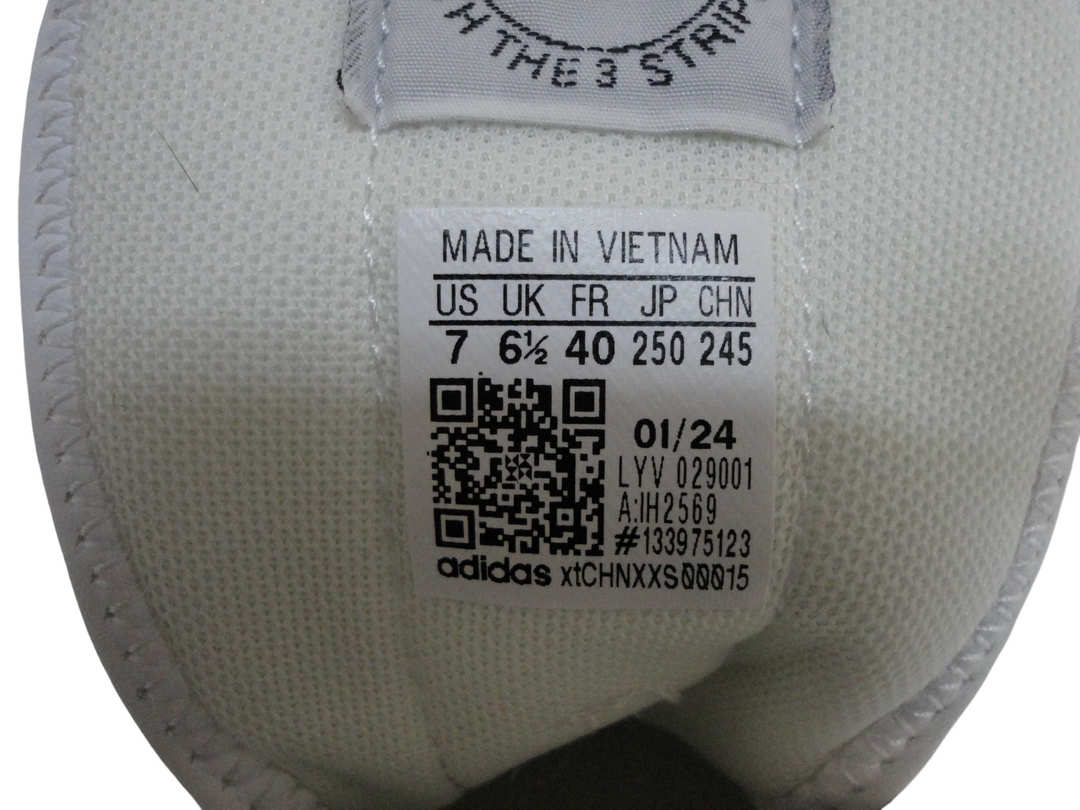 H THE 3 STRIP
MADE IN VIETNAM
US UK FR JP CHN
7 6½ 40 250 245
01/24
LYV 029001
A:IH2569
#133975123
adidas xtCHNXXS00015